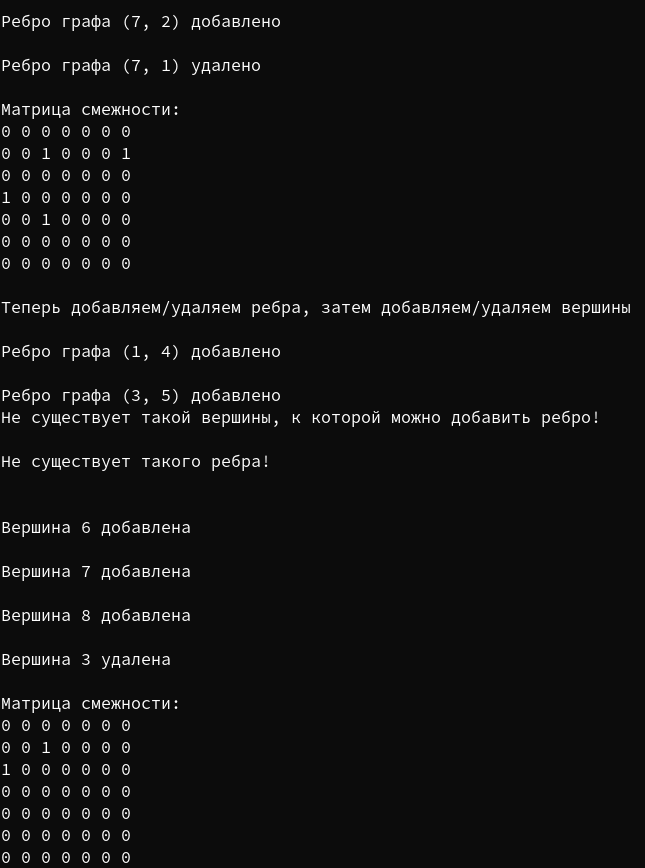 Ребро графа (7, 2) добавлено
Ребро графа (7, 1) удалено
Матрица смежности:
0 0 0 0 0 0 0
0 0 1 0 0 0 1
0 0 0 0 0 0 0
1 0 0 0 0 0 0
0 0 1 0 0 0 0
0 0 0 0 0 0 0
0 0 0 0 0 0 0
Теперь добавляем/удаляем ребра, затем добавляем/удаляем вершины
Ребро графа (1, 4) добавлено
Ребро графа (3, 5) добавлено
Не существует такой вершины, к которой можно добавить ребро!
Не существует такого ребра!
Вершина 6 добавлена
Вершина 7 добавлена
Вершина 8 добавлена
Вершина 3 удалена
Матрица смежности:
0 0 0 0 0 0 0
0 0 1 0 0 0 0
1 0 0 0 0 0 0
0 0 0 0 0 0 0
0 0 0 0 0 0 0
0 0 0 0 0 0 0
0 0 0 0 0 0 0